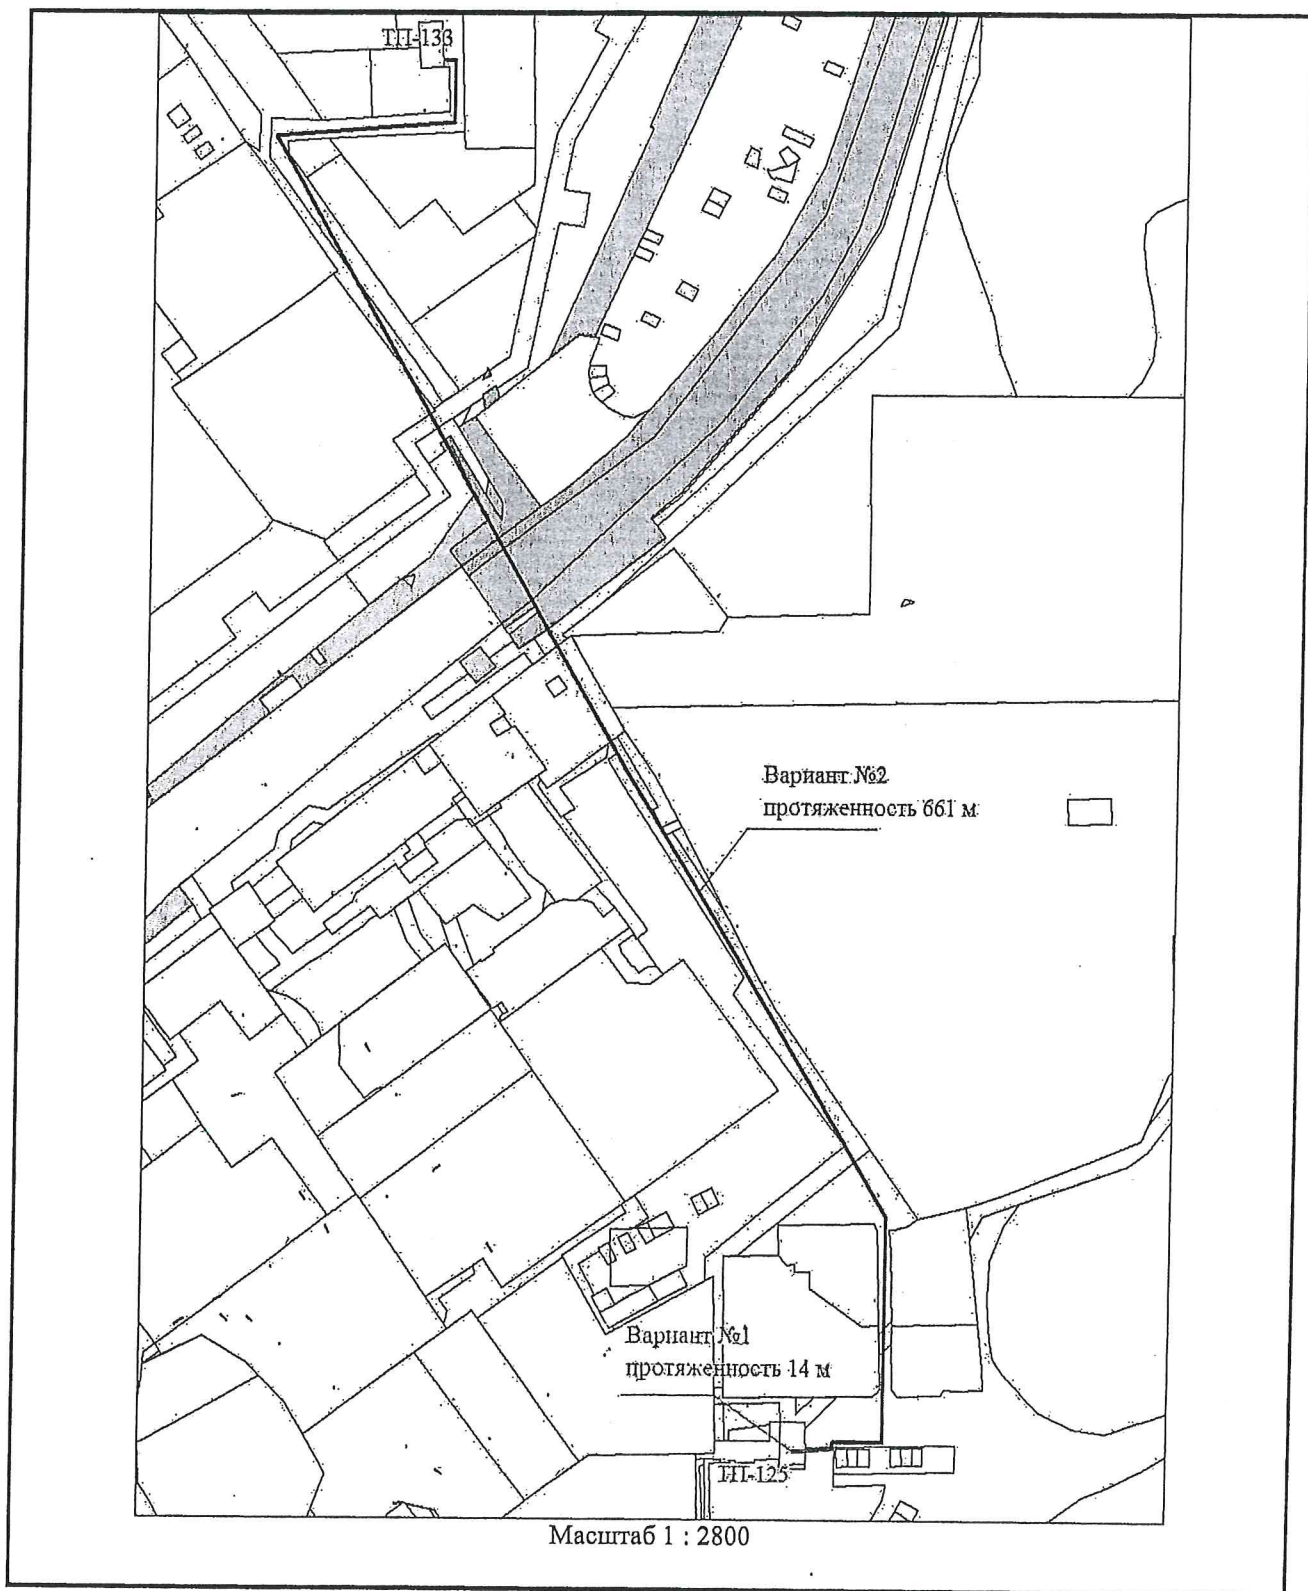 ТП-133
Вариант №2
протяженность 661 м
Вариант №1
протяженность 14 м
ТП-125
Масштаб 1 : 2800